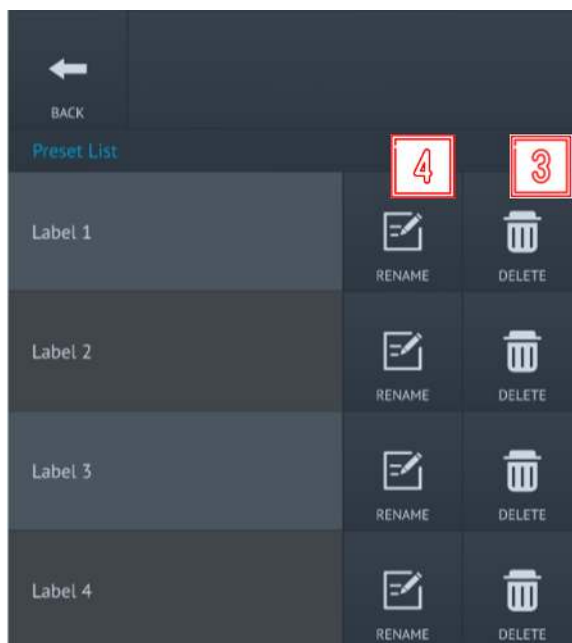 BACK
Preset List
4
3
Label 1
RENAME
DELETE
Label 2
RENAME
DELETE
Label 3
RENAME
DELETE
Label 4
RENAME
DELETE